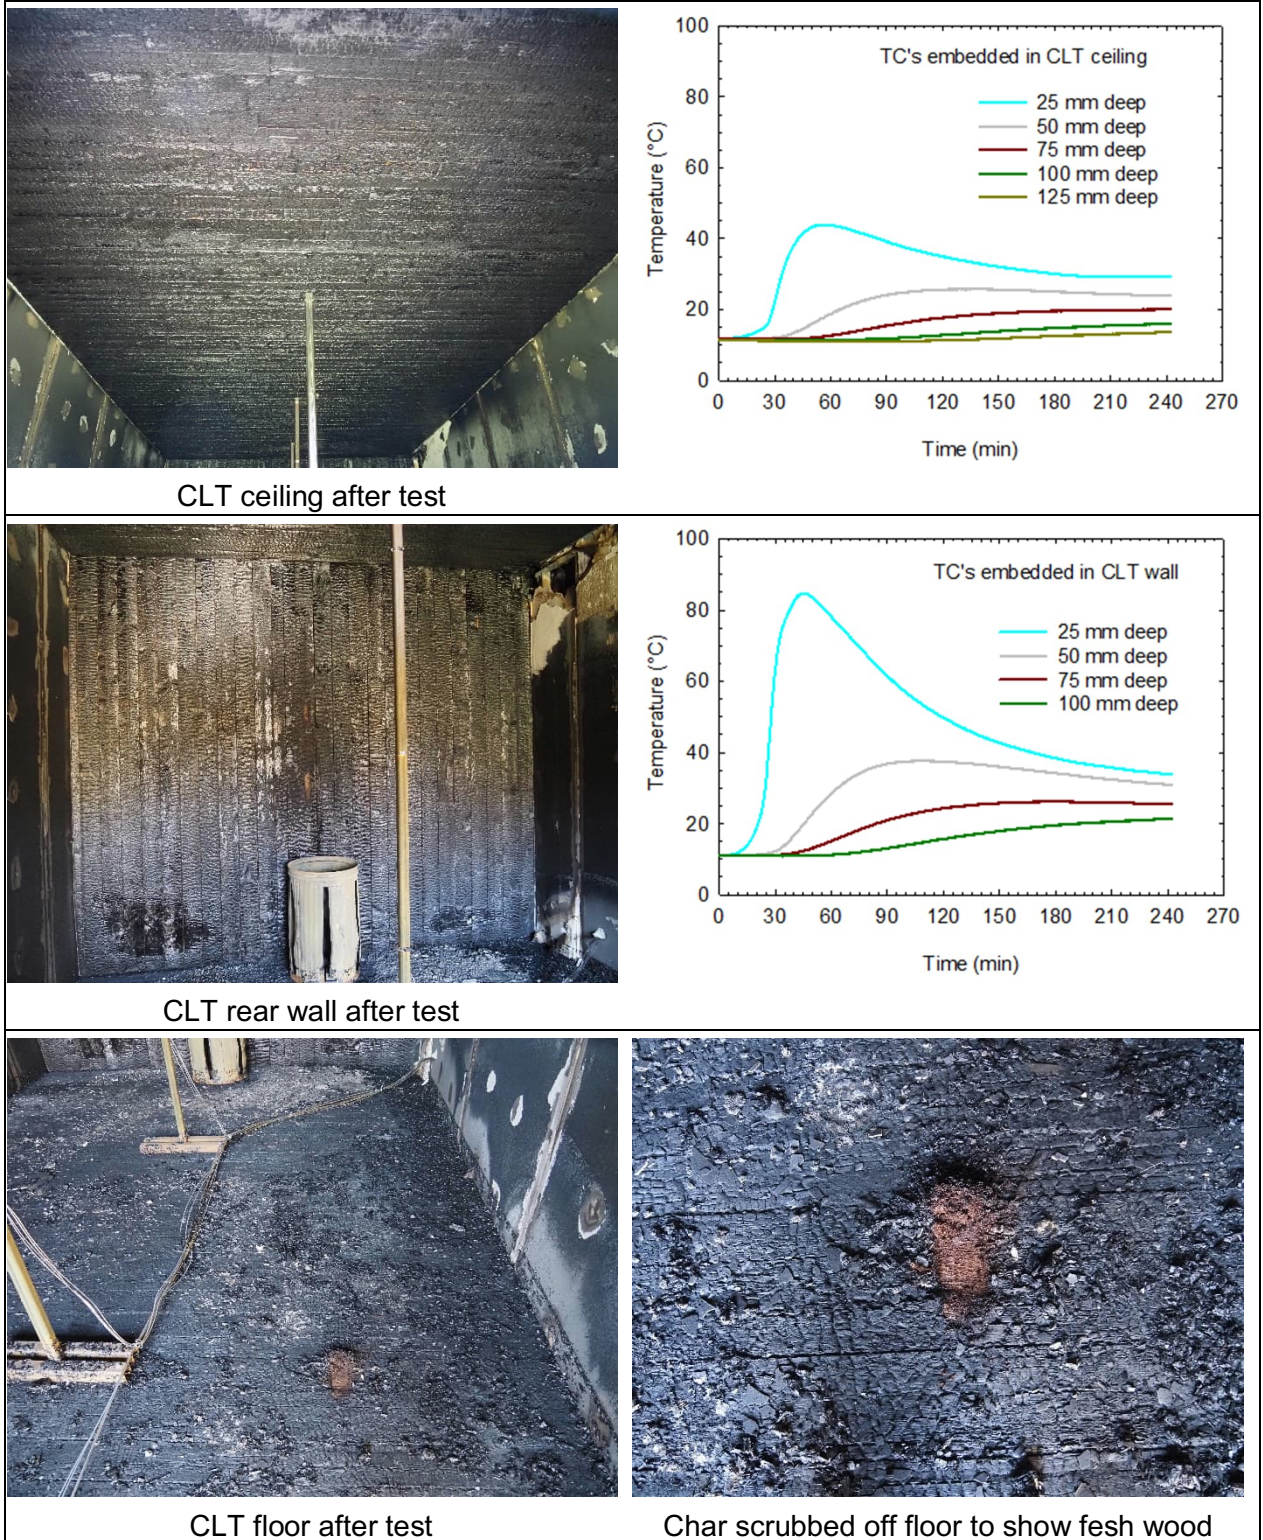 TC's embedded in CLT ceiling
25 mm deep
50 mm deep
75 mm deep
100 mm deep
125 mm deep
Temperature (°C)
100
80
60
40
20
0
0 30 60 90 120 150 180 210 240 270
Time (min)
CLT ceiling after test
TC's embedded in CLT wall
25 mm deep
50 mm deep
75 mm deep
100 mm deep
Temperature (°C)
100
80
60
40
20
0
0 30 60 90 120 150 180 210 240 270
Time (min)
CLT rear wall after test
CLT floor after test
Char scrubbed off floor to show fesh wood